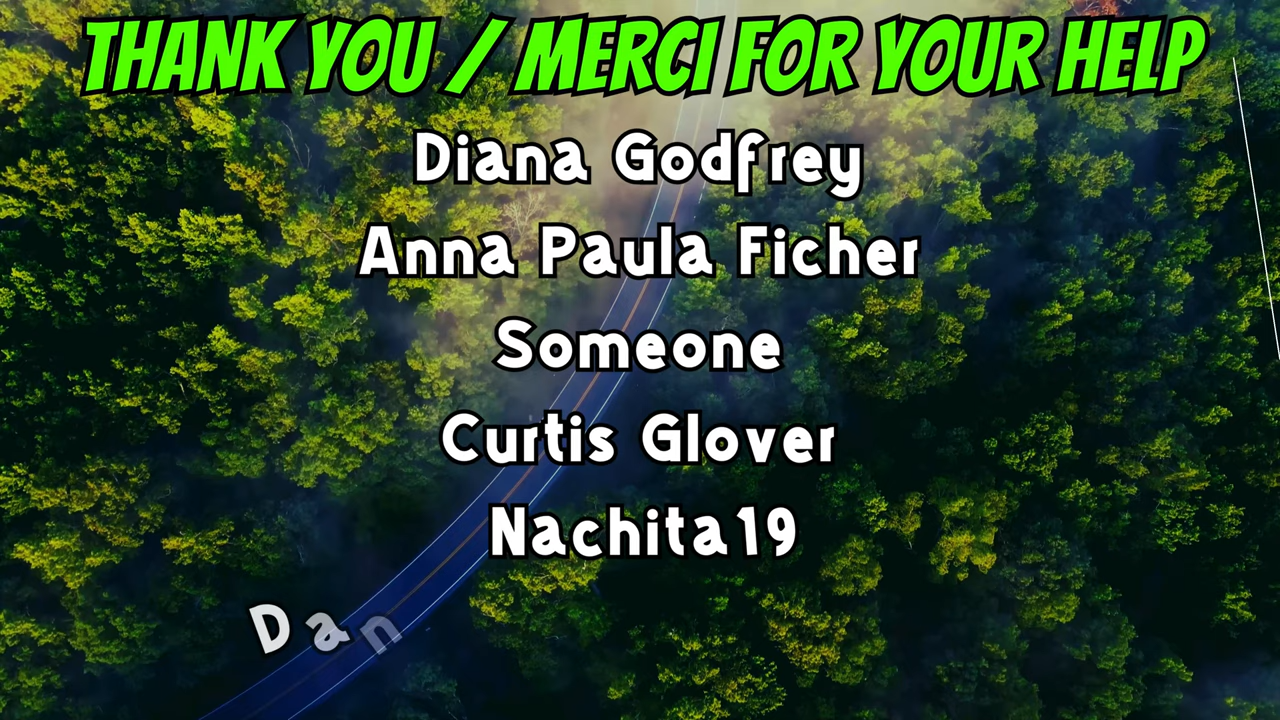 THANK YOU / MERCI FOR YOUR HELP
Diana Godfrey
Anna Paula Ficher
Someone
Curtis Glover
Nachita19
Dan